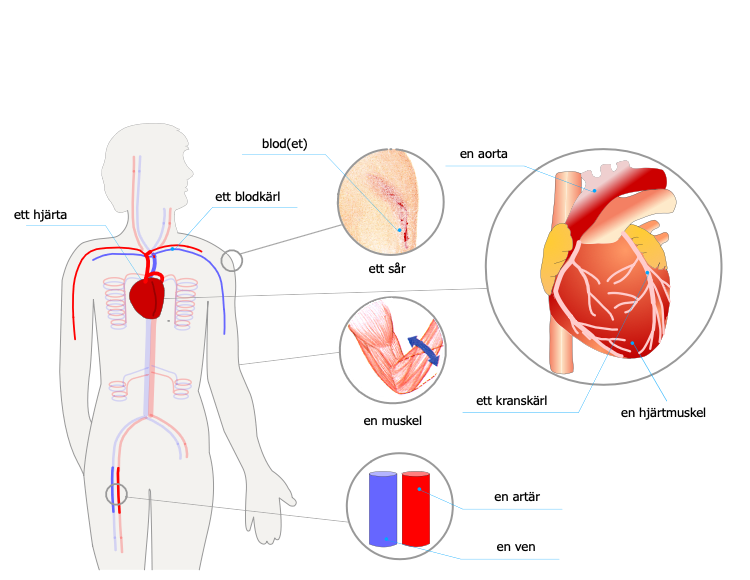 blod(et)
en aorta
ett blodkärl
ett hjärta
ett sår
ett kranskärl
en hjärtmuskel
en muskel
en artär
en ven